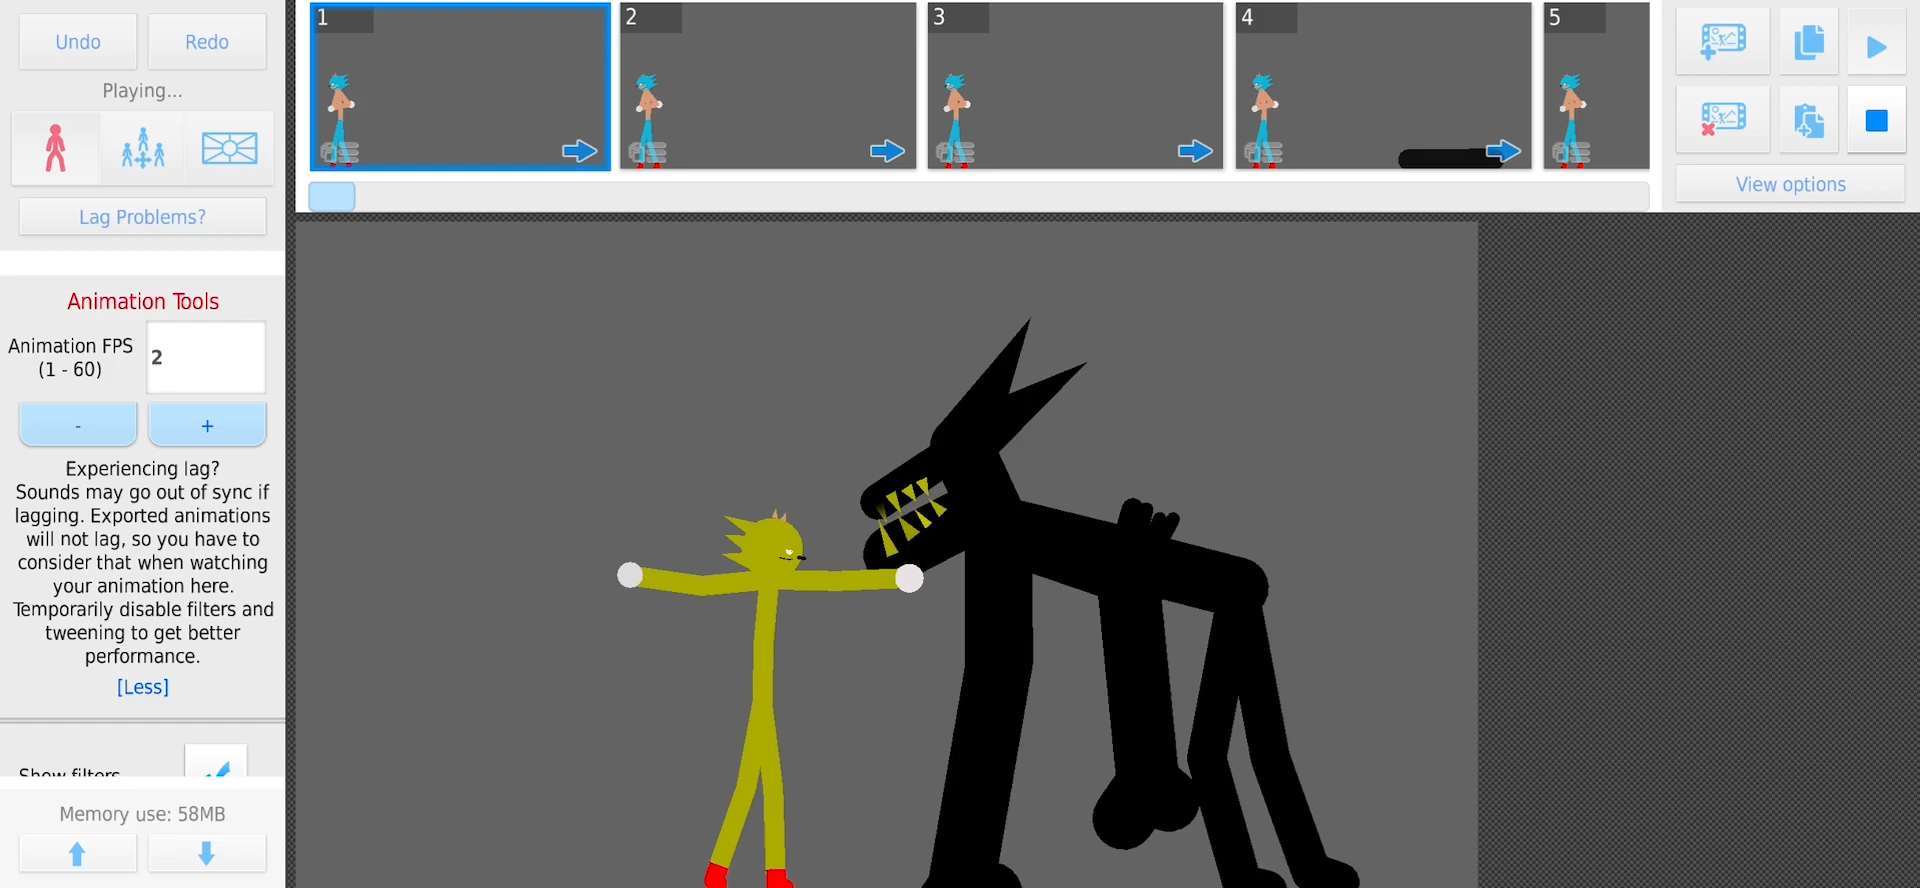 Undo
Redo
Playing...
Lag Problems?
Animation Tools
Animation FPS
(1 - 60)
2
-
+
Experiencing lag?
Sounds may go out of sync if
lagging. Exported animations
will not lag, so you have to
consider that when watching
your animation here.
Temporarily disable filters and
tweening to get better
performance.
[Less]
Show filters
Memory use: 58MB
1
2
3
4
5
View options